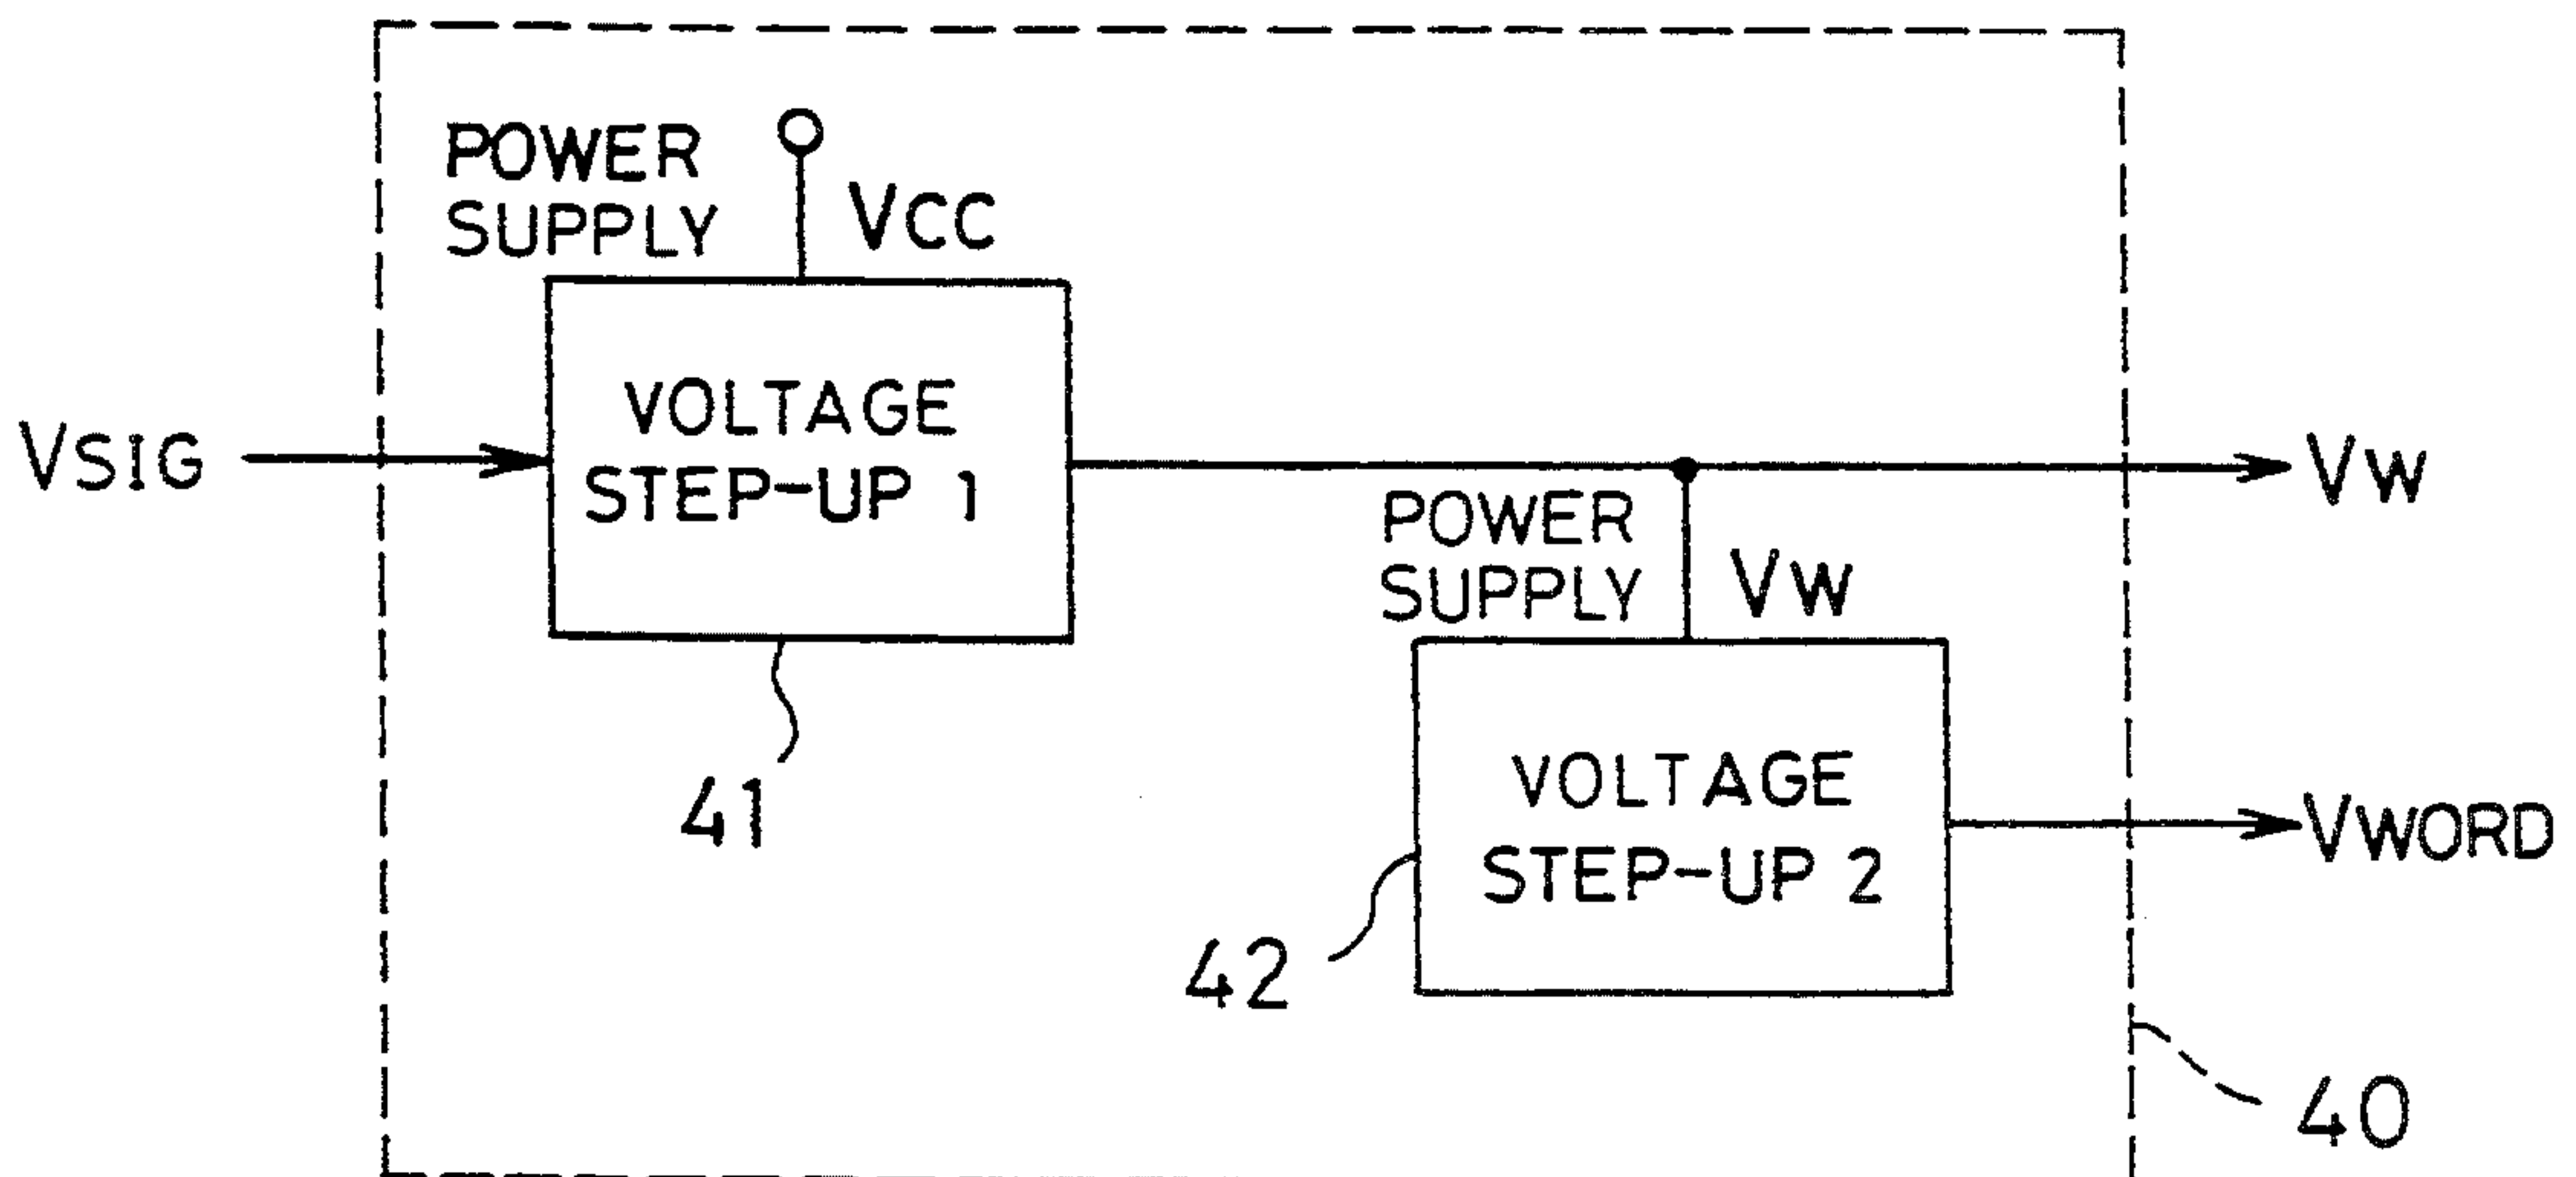 POWER
SUPPLY
VCC
VSIG
VOLTAGE
STEP-UP 1
41
VW
POWER
SUPPLY
VW
VOLTAGE
STEP-UP 2
42
VWORD
40